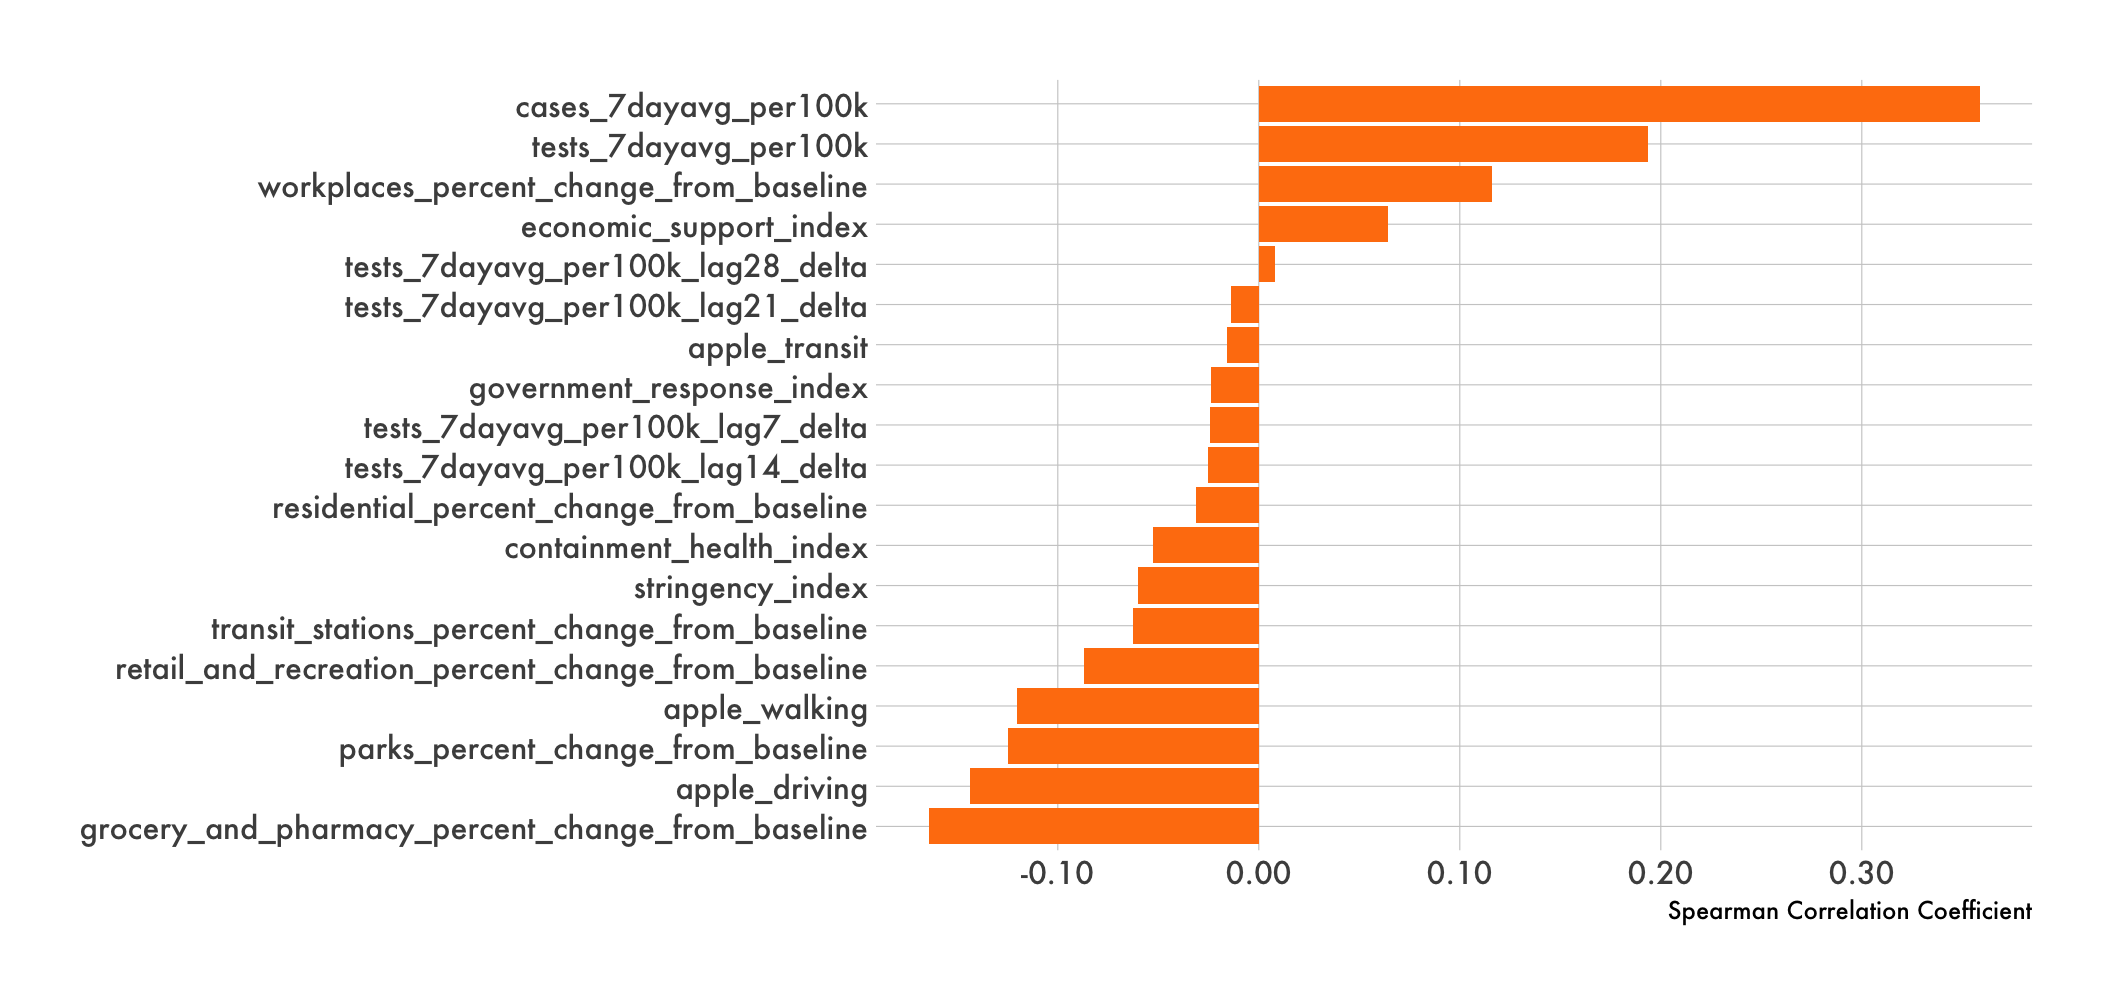 cases_7dayavg_per100k
tests_7dayavg_per100k
workplaces_percent_change_from_baseline
economic_support_index
tests_7dayavg_per100k_lag28_delta
tests_7dayavg_per100k_lag21_delta
apple_transit
government_response_index
tests_7dayavg_per100k_lag7_delta
tests_7dayavg_per100k_lag14_delta
residential_percent_change_from_baseline
containment_health_index
stringency_index
transit_stations_percent_change_from_baseline
retail_and_recreation_percent_change_from_baseline
apple_walking
parks_percent_change_from_baseline
apple_driving
grocery_and_pharmacy_percent_change_from_baseline
-0.10 0.00 0.10 0.20 0.30
Spearman Correlation Coefficient